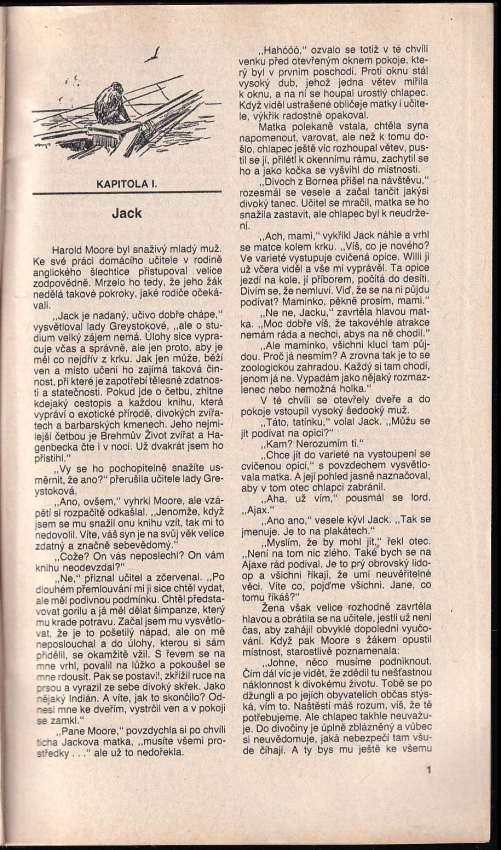 KAPITOLA I.
Jack
Harold Moore byl snaživý mladý muž.
Ke své práci domácího učitele v rodině
anglického šlechtice přistupoval velice
zodpovědně. Mrzelo ho tedy, že jeho žák
nedělá takové pokroky, jaké rodiče očeká-
vali.
,,Jack je nadaný, učivo dobře chápe,"
vysvětloval lady Greystokové, ,,ale o stu-
dium velký zájem nemá. Úlohy sice vypra-
cuje včas a správně, ale jen proto, aby je
měl co nejdřív z krku. Jak jen může, běží
ven a místo učení ho zajímá taková čin-
nost, při které je zapotřebí tělesné zdatnos-
ti a statečnosti. Pokud jde o četbu, zhltne
kdejaký cestopis a každou knihu, která
vypráví o exotické přírodě, divokých zvířa-
tech a barbarských kmenech. Jeho nejmi-
lejší četbou je Brehmův Život zvířat a Ha-
genbecka čte i v noci. Už dvakrát jsem ho
přistihl."
,,Vy se ho pochopitelně snažíte us-
měrnit, že ano?" přerušila učitele lady Gre-
ystoková.
,,Ano, ovšem," vyhrkl Moore, ale vzá-
pětí si rozpačitě odkašlal. ,,Jenomže, když
jsem se mu snažil onu knihu vzít, tak mi to
nedovolil. Víte, váš syn je na svůj věk velice
zdatný a značně sebevědomý."
,,Cože? On vás neposlechl? On vám
knihu neodevzdal?"
,,Ne," přiznal učitel a zčervenal. ,,Po
dlouhém přemlouvání mi ji sice chtěl vydat,
ale měl podivnou podmínku. Chtěl předsta-
vovat gorilu a já měl dělat šimpanze, který
mu krade potravu. Začal jsem mu vysvětlo-
vat, že je to pošetilý nápad, ale on mě
neposlouchal a do úlohy, kterou si sám
přidělil, se okamžitě vžil. S řevem se na
mne vrhl, povalil na lůžko a pokoušel se
mne rdousit. Pak se postavil, zkřížil ruce na
prsou a vyrazil ze sebe divoký skřek. Jako
nějaký Indián. A víte, jak to skončilo? Od-
nesl mne ke dveřím, vystrčil ven a v pokoji
se zamkl."
,,Pane Moore," povzdychla si po chvíli
ticha Jackova matka, ,,musíte všemi pro-
středky . . ." ale už to nedořekla.
,,Hahóóó," ozvalo se totiž v té chvíli
venku před otevřeným oknem pokoje, kte-
rý byl v prvním poschodí. Proti oknu stál
vysoký dub, jehož jedna větev mířila
k oknu, a na ní se houpal urostlý chlapec.
Když viděl ustrašené obličeje matky i učite-
le, výkřik radostně opakoval.
Matka polekaně vstala, chtěla syna
napomenout, varovat, ale než k tomu do-
šlo, chlapec ještě víc rozhoupal větev, pus-
til se jí, přilétl k okennímu rámu, zachytil se
ho a jako kočka se vyšvihl do místnosti.
,,Divoch z Bornea přišel na návštěvu,"
rozesmál se vesele a začal tančit jakýsi
divoký tanec. Učitel se mračil, matka se ho
snažila zastavit, ale chlapec byl k neudrže-
ní.
,,Ach, mami," vykřikl Jack náhle a vrhl
se matce kolem krku. ,,Víš, co je nového?
Ve varieté vystupuje cvičená opice. Willi ji
už včera viděl a vše mi vyprávěl. Ta opice
jezdí na kole, jí příborem, počítá do desíti.
Divím se, že nemluví. Viď, že se na ni půjdu
podívat? Maminko, pěkně prosím, mami."
,,Ne ne, Jacku," zavrtěla hlavou mat-
ka. ,,Moc dobře víš, že takovéhle atrakce
nemám ráda a nechci, abys na ně chodil."
,,Ale maminko, všichni kluci tam půj-
dou. Proč já nesmím? A zrovna tak je to se
zoologickou zahradou. Každý si tam chodí,
jenom já ne. Vypadám jako nějaký rozmaz-
lenec nebo nemožná holka."
V té chvíli se otevřely dveře a do
pokoje vstoupil vysoký šedooký muž.
,,Táto, tatínku," volal Jack. ,,Můžu se
jít podívat na opici?"
,,Kam? Nerozumím ti."
,,Chce jít do varieté na vystoupení se
cvičenou opicí," s povzdechem vysvětlo-
vala matka. A její pohled jasně naznačoval,
aby v tom otec chlapci zabránil.
,,Aha, už vím," pousmál se lord.
,,Ajax."
,,Ano ano," vesele kývl Jack. ,,Tak se
jmenuje. Je to na plakátech."
,,Myslím, že by mohl jít," řekl otec.
,,Není na tom nic zlého. Také bych se na
Ajaxe rád podíval. Je to prý obrovský lido-
op a všichni říkají, že umí neuvěřitelné
věci. Víte co, pojďme všichni. Jane, co
tomu říkáš?"
Žena však velice rozhodně zavrtěla
hlavou a obrátila se na učitele, jestli už není
čas, aby zahájil obvyklé dopolední vyučo-
vání. Když pak Moore s žákem opustil
místnost, starostlivě poznamenala:
,,Johne, něco musíme podniknout.
Čím dál víc je vidět, že zdědil tu nešťastnou
náklonnost k divokému životu. Tobě se po
džungli a po jejích obyvatelích občas stýs-
ká, vím to. Naštěstí máš rozum, víš, že tě
potřebujeme. Ale chlapec takhle neuvažu-
je. Do divočiny je úplně zblázněný a vůbec
si neuvědomuje, jaká nebezpečí tam všu-
de číhají. A ty bys mu ještě ke všemu
1